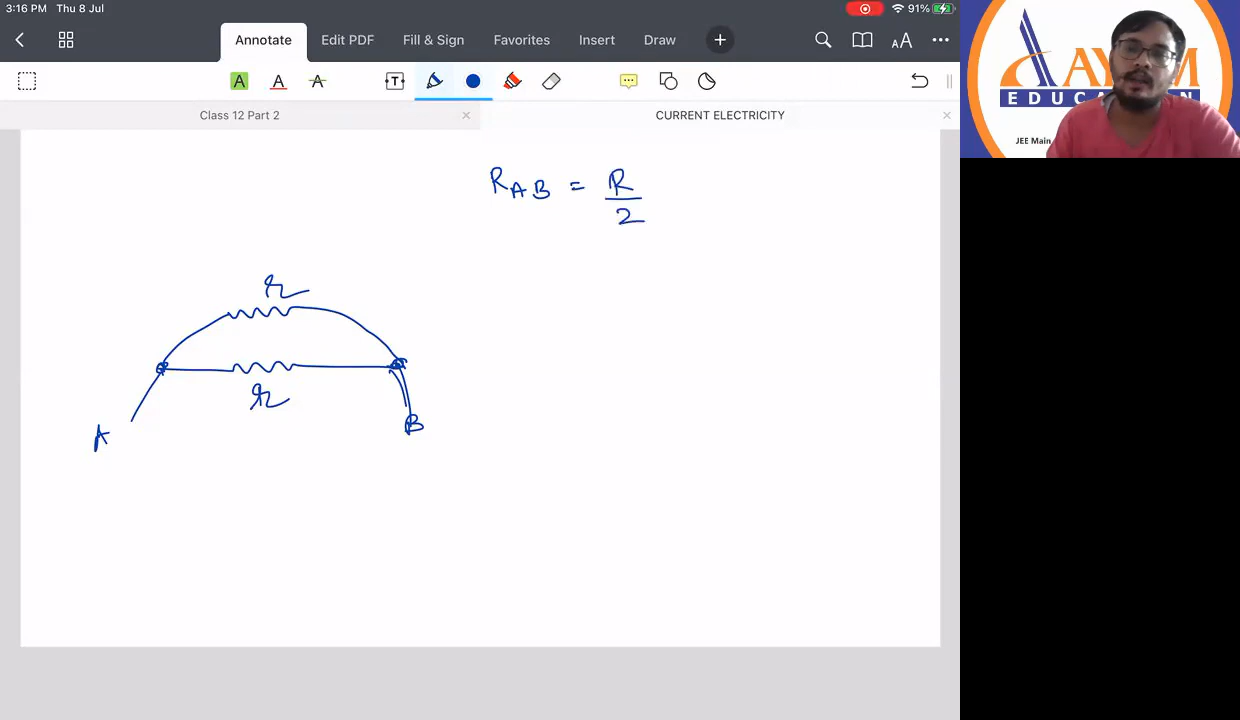 3:16 PM Thu 8 Jul
91%
Annotate
Edit PDF
Fill & Sign
Favorites
Insert
Draw
Class 12 Part 2
CURRENT ELECTRICITY
EDUCATION
JEE Main
R_AB = R/2
r
r
A
B